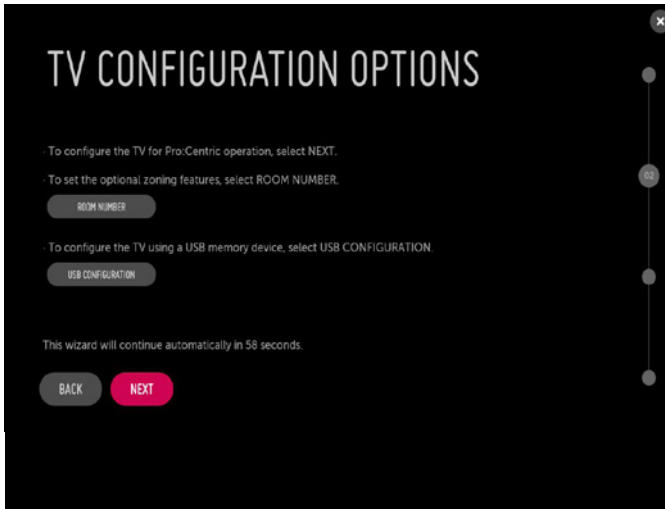 TV CONFIGURATION OPTIONS
· To configure the TV for Pro:Centric operation, select NEXT.
· To set the optional zoning features, select ROOM NUMBER.
ROOM NUMBER
· To configure the TV using a USB memory device, select USB CONFIGURATION.
USB CONFIGURATION
This wizard will continue automatically in 58 seconds.
BACK
NEXT
02